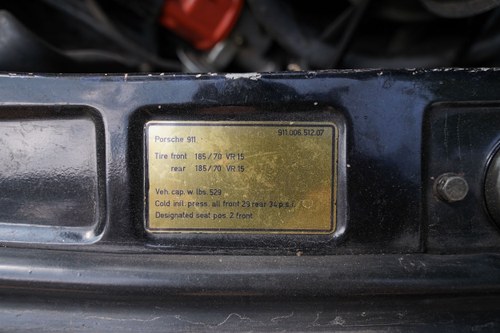 911.006.512.07
Porsche 911
Tire front 185/70 VR 15
rear 185/70 VR 15
Veh. cap. w. lbs. 529
Cold init. press. all front 29 rear 34 p.s.i.
Designated seat pos. 2 front